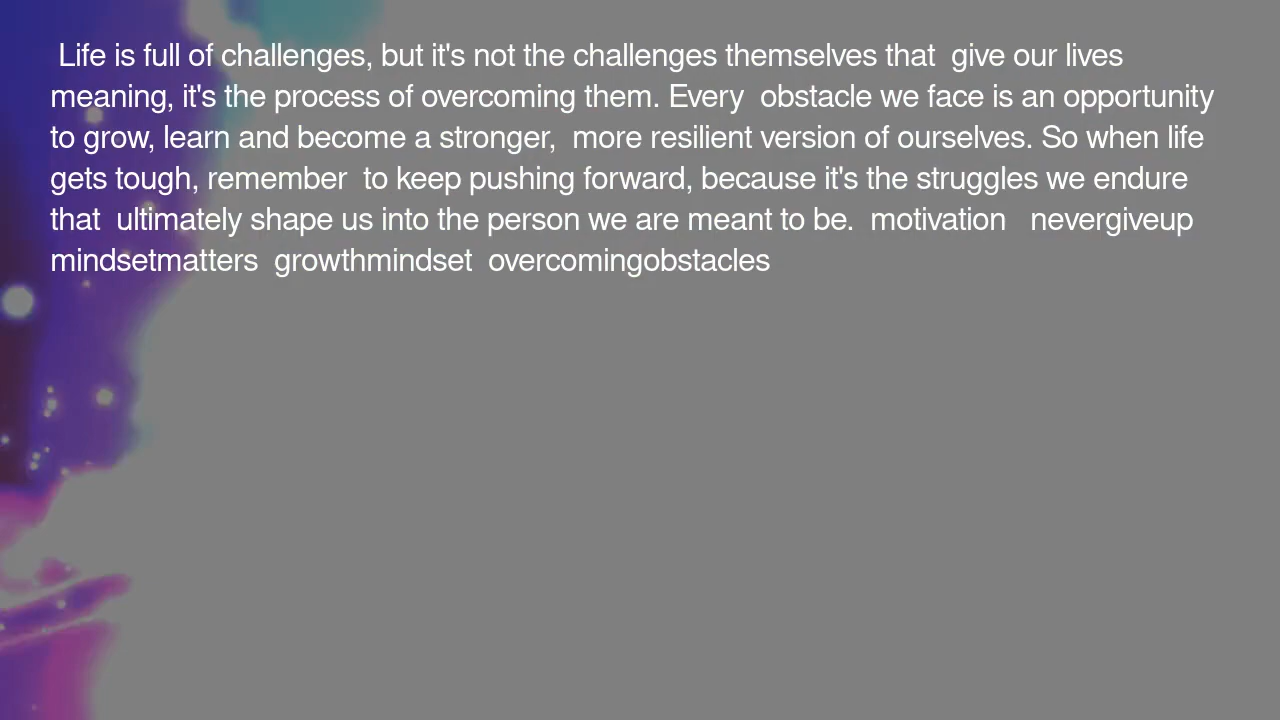 Life is full of challenges, but it's not the challenges themselves that  give our lives
meaning, it's the process of overcoming them. Every  obstacle we face is an opportunity
to grow, learn and become a stronger,  more resilient version of ourselves. So when life
gets tough, remember  to keep pushing forward, because it's the struggles we endure
that  ultimately shape us into the person we are meant to be.  motivation   nevergiveup
mindsetmatters  growthmindset  overcomingobstacles